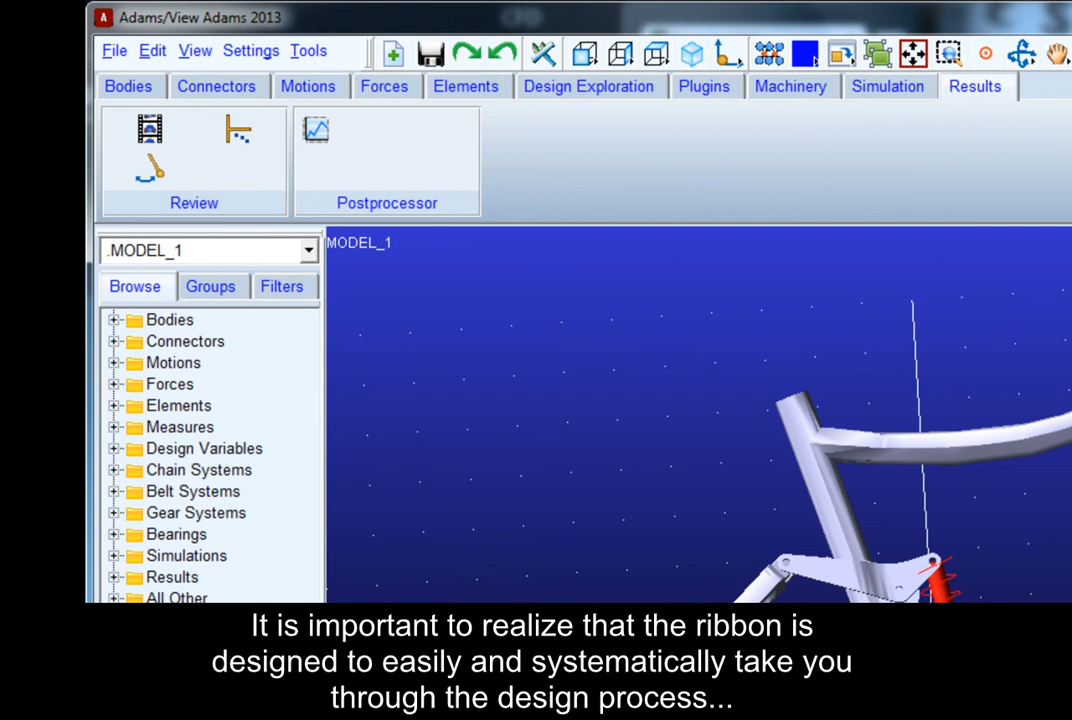 Adams/View Adams 2013
File Edit View Settings Tools
Bodies Connectors Motions Forces Elements Design Exploration Plugins Machinery Simulation Results
Review Postprocessor
.MODEL_1
MODEL_1
Browse Groups Filters
Bodies
Connectors
Motions
Forces
Elements
Measures
Design Variables
Chain Systems
Belt Systems
Gear Systems
Bearings
Simulations
Results
All Other
It is important to realize that the ribbon is
designed to easily and systematically take you
through the design process...